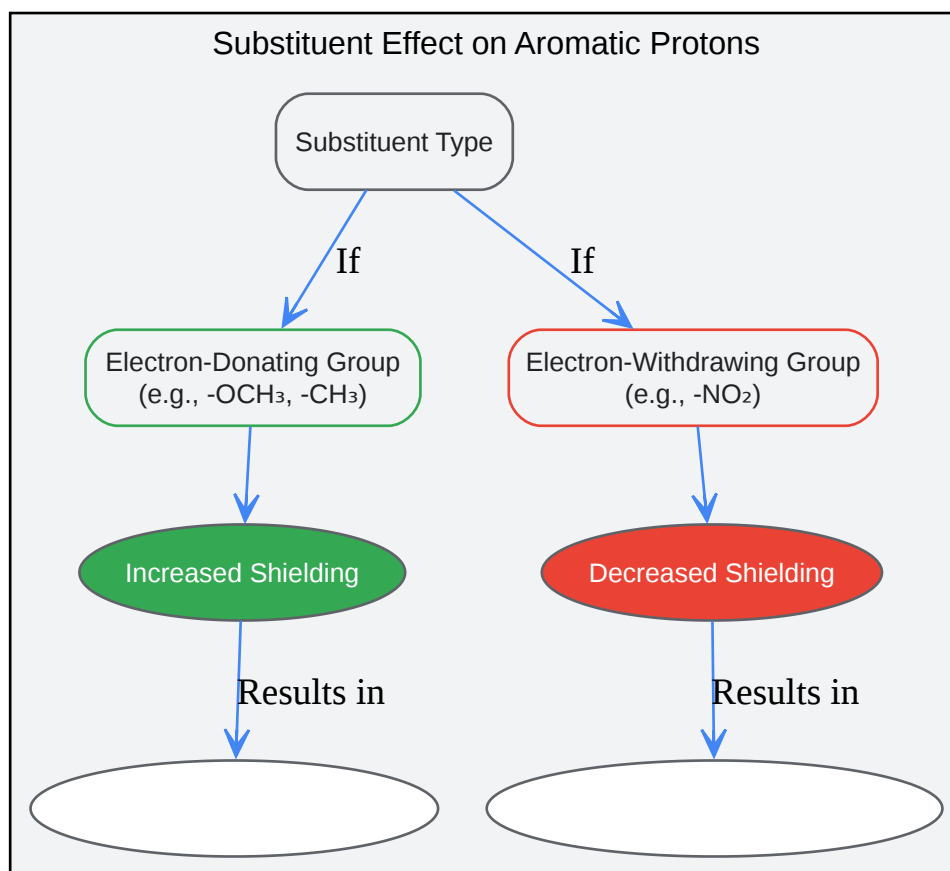 Substituent Effect on Aromatic Protons
Substituent Type
If
If
Electron-Donating Group
(e.g., -OCH₃, -CH₃)
Electron-Withdrawing Group
(e.g., -NO₂)
Increased Shielding
Decreased Shielding
Results in
Results in